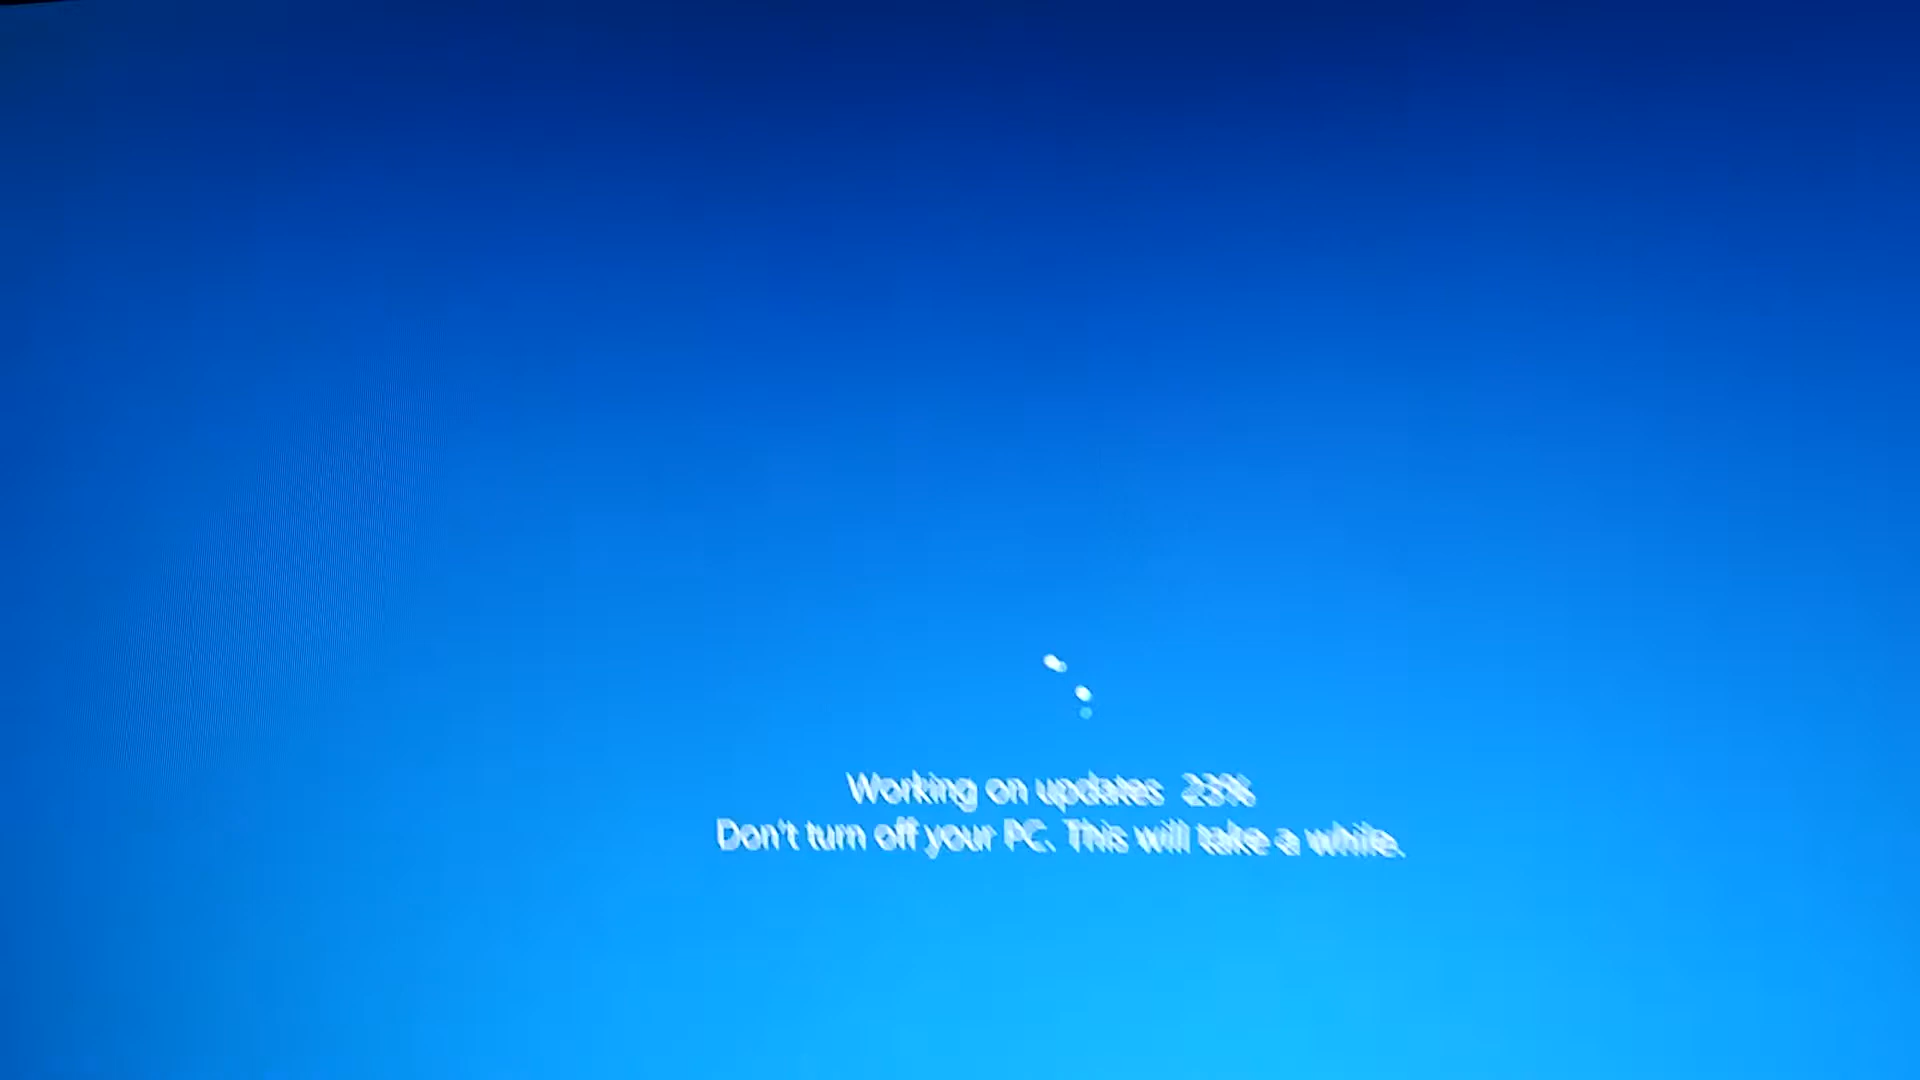 Working on updates 23%
Don't turn off your PC. This will take a while.